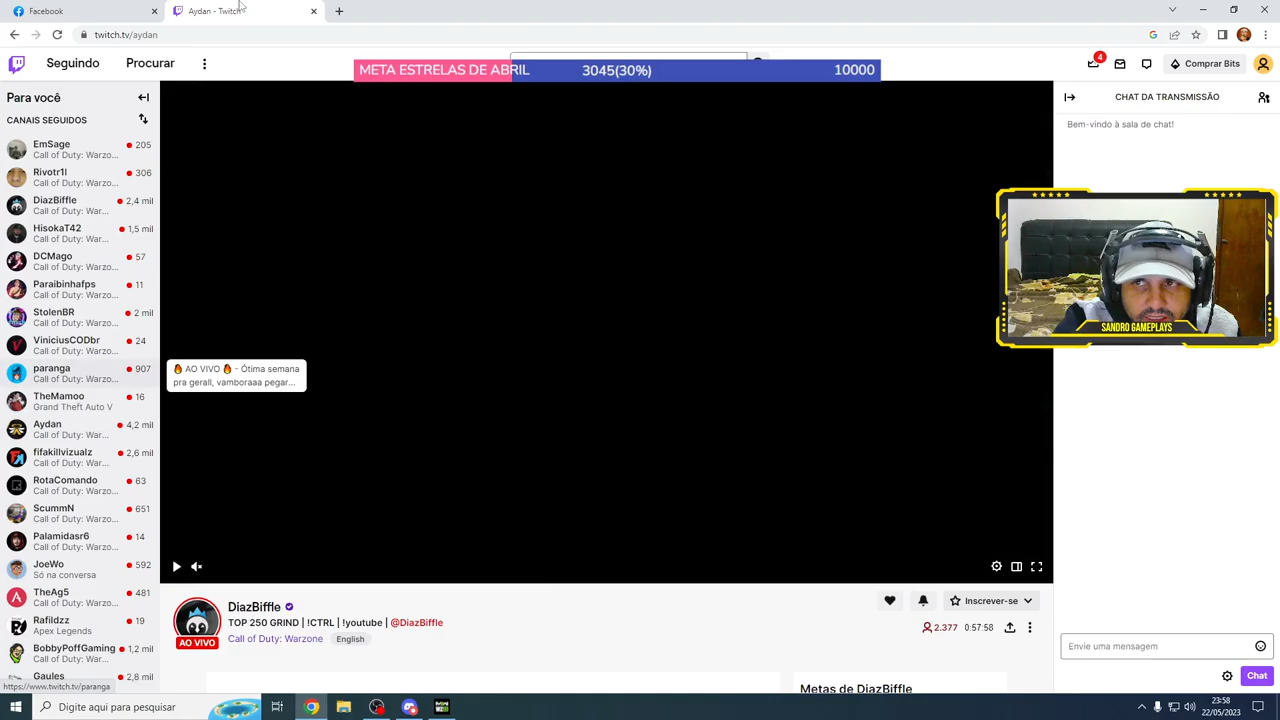 Facebook
Aydan - Twitch
twitch.tv/aydan
Seguindo
Procurar
META ESTRELAS DE ABRIL
3045(30%)
10000
4
Comprar Bits
Para você
CANAIS SEGUIDOS
EmSage
205
Call of Duty: Warzo...
Rivotr1l
306
Call of Duty: Warzo...
DiazBiffle
2,4 mil
Call of Duty: War...
HisokaT42
1,5 mil
Call of Duty: War...
DCMago
57
Call of Duty: Warzo...
Paraibinhafps
11
Call of Duty: Warzo...
StolenBR
2 mil
Call of Duty: Warzo...
ViniciusCODbr
24
Call of Duty: Warzo...
paranga
907
Call of Duty: Warzo...
TheMamoo
16
Grand Theft Auto V
Aydan
4,2 mil
Call of Duty: War...
fifakillvizualz
2,6 mil
Call of Duty: War...
RotaComando
63
Call of Duty: Warzo...
ScummN
651
Call of Duty: Warzo...
Palamidasr6
14
Call of Duty: Warzo...
JoeWo
592
Só na conversa
TheAg5
481
Call of Duty: Warzo...
Rafildzz
19
Apex Legends
BobbyPoffGaming
1,2 mil
Call of Duty: War...
Gaules
2,8 mil
https://www.twitch.tv/paranga
AO VIVO - Ótima semana
pra gerall, vamboraaa pegar...
DiazBiffle
TOP 250 GRIND | !CTRL | !youtube | @DiazBiffle
Call of Duty: Warzone
English
AO VIVO
Inscrever-se
2.377
0:57:58
Metas de DiazBiffle
CHAT DA TRANSMISSÃO
Bem-vindo à sala de chat!
SANDRO GAMEPLAYS
Envie uma mensagem
Chat
Digite aqui para pesquisar
23:58
22/05/2023